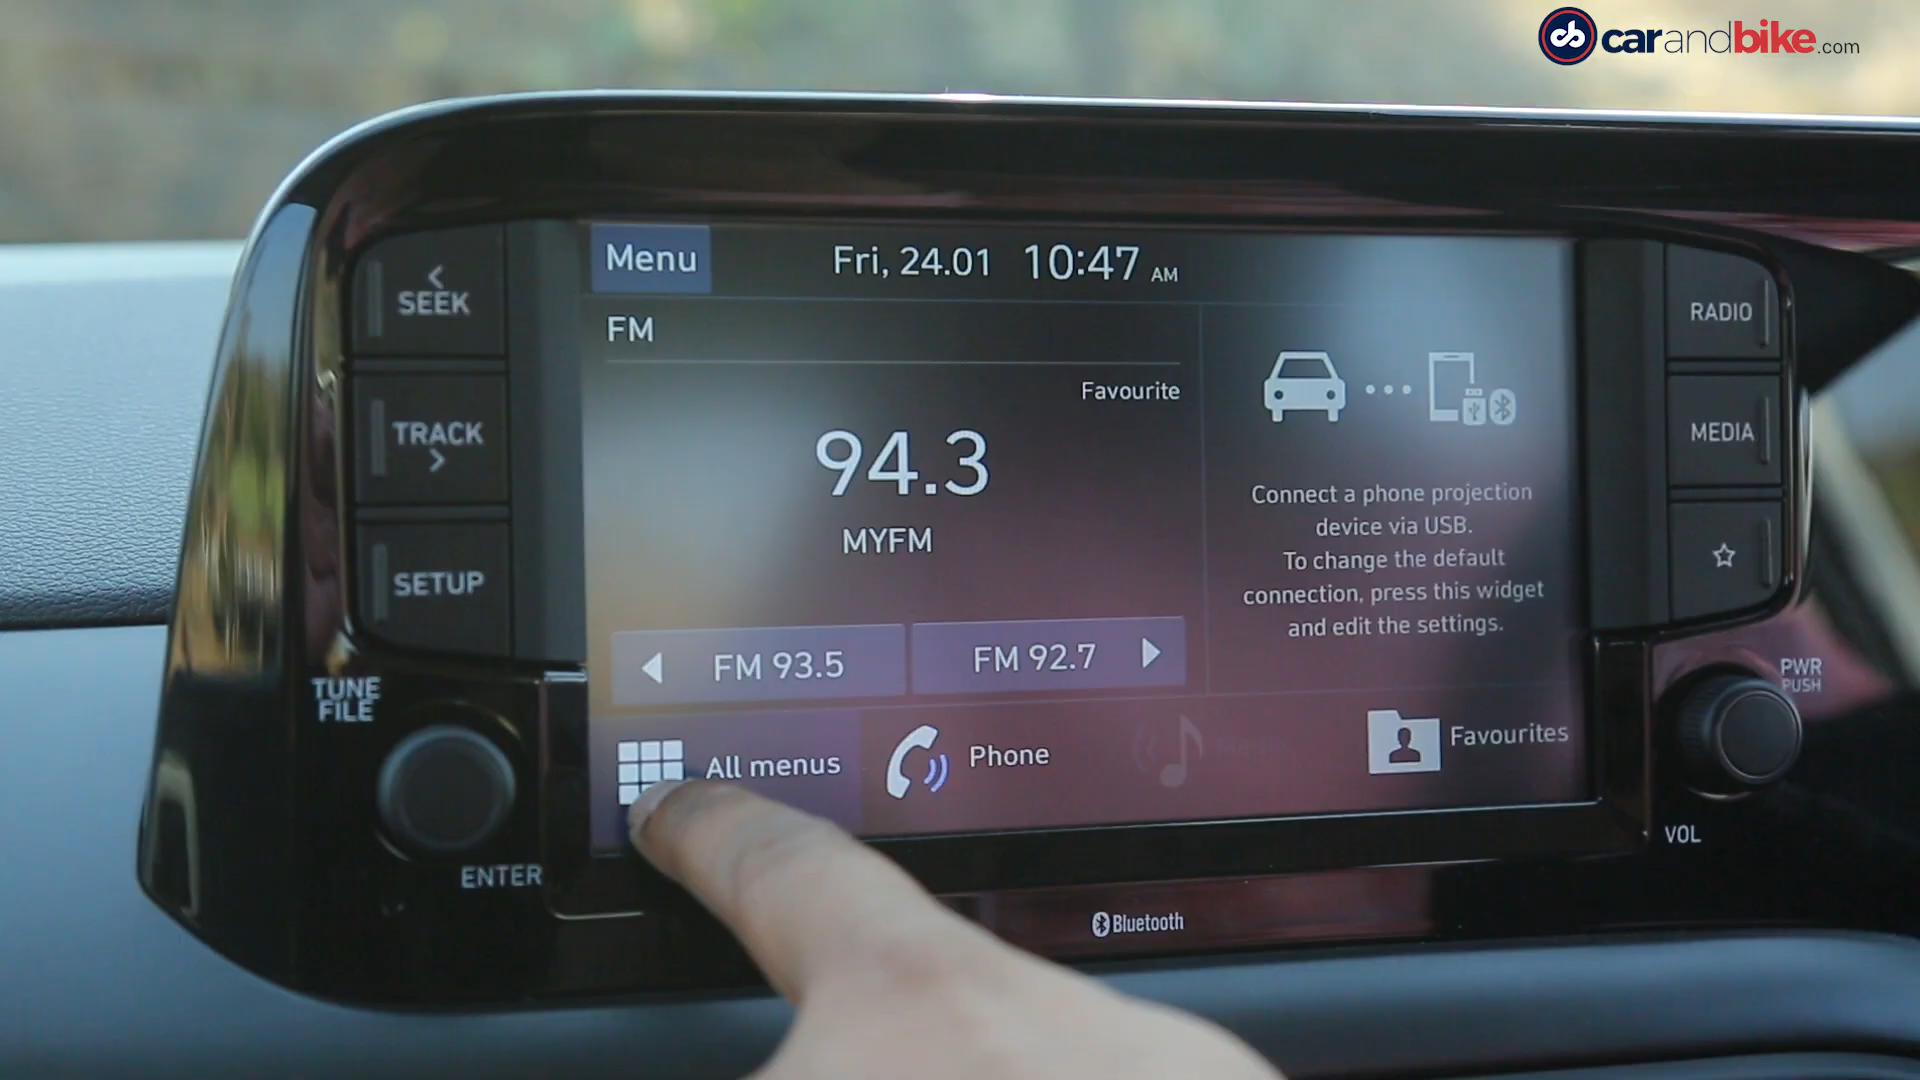 carandbike.com
Menu
Fri, 24.01 10:47 AM
FM
Favourite
94.3
MYFM
FM 93.5
FM 92.7
Connect a phone projection
device via USB.
To change the default
connection, press this widget
and edit the settings.
All menus
Phone
Favourites
SEEK
TRACK
SETUP
TUNE
FILE
ENTER
RADIO
MEDIA
PWR
PUSH
VOL
Bluetooth